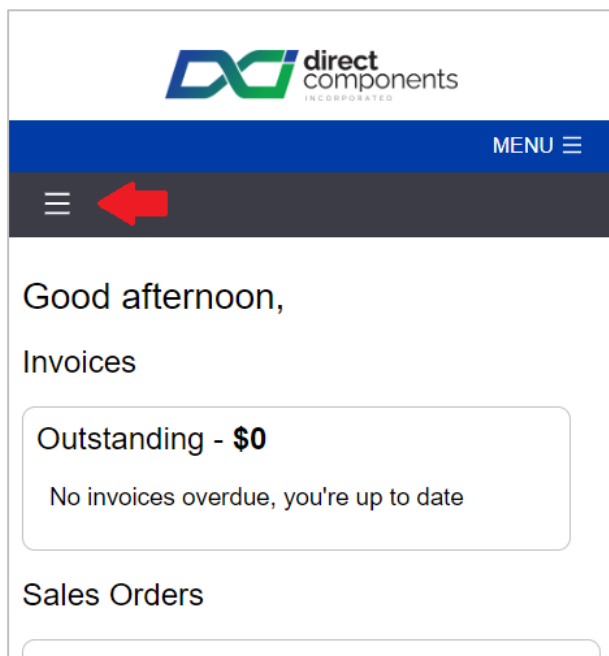 direct
components
INCORPORATED
MENU
Good afternoon,
Invoices
Outstanding - $0
No invoices overdue, you're up to date
Sales Orders